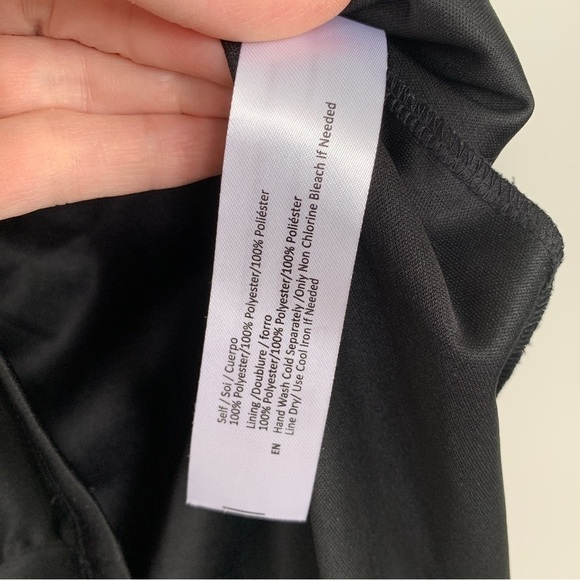 Self / Soi / Cuerpo
100% Polyester/100% Polyester/100% Poliéster
Lining /Doublure / forro
100% Polyester/100% Polyester/100% Poliéster
EN Hand Wash Cold Separately /Only Non Chlorine Bleach If Needed
Line Dry/ Use Cool Iron If Needed